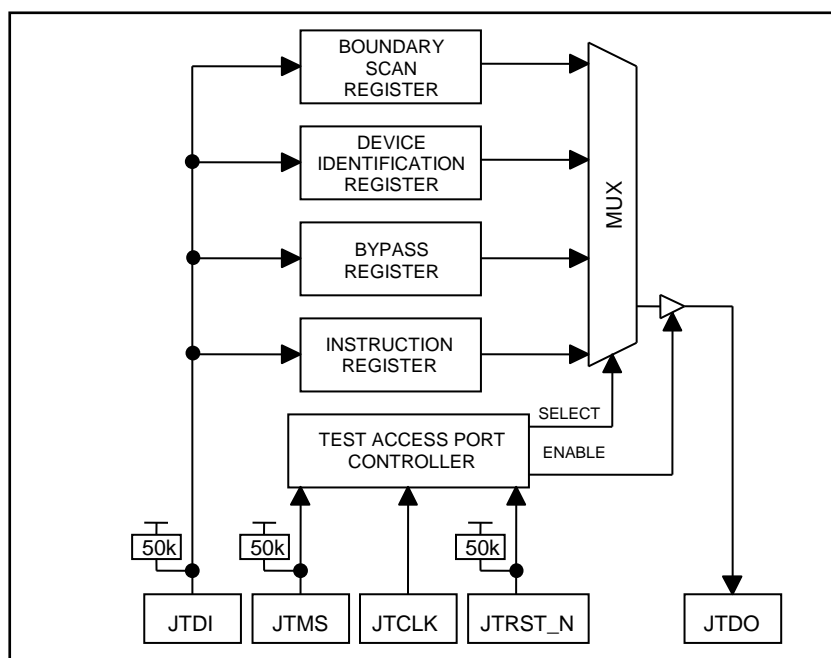 BOUNDARY
SCAN
REGISTER
DEVICE
IDENTIFICATION
REGISTER
BYPASS
REGISTER
INSTRUCTION
REGISTER
MUX
SELECT
TEST ACCESS PORT
CONTROLLER
ENABLE
50k
50k
50k
JTDI
JTMS
JTCLK
JTRST_N
JTDO